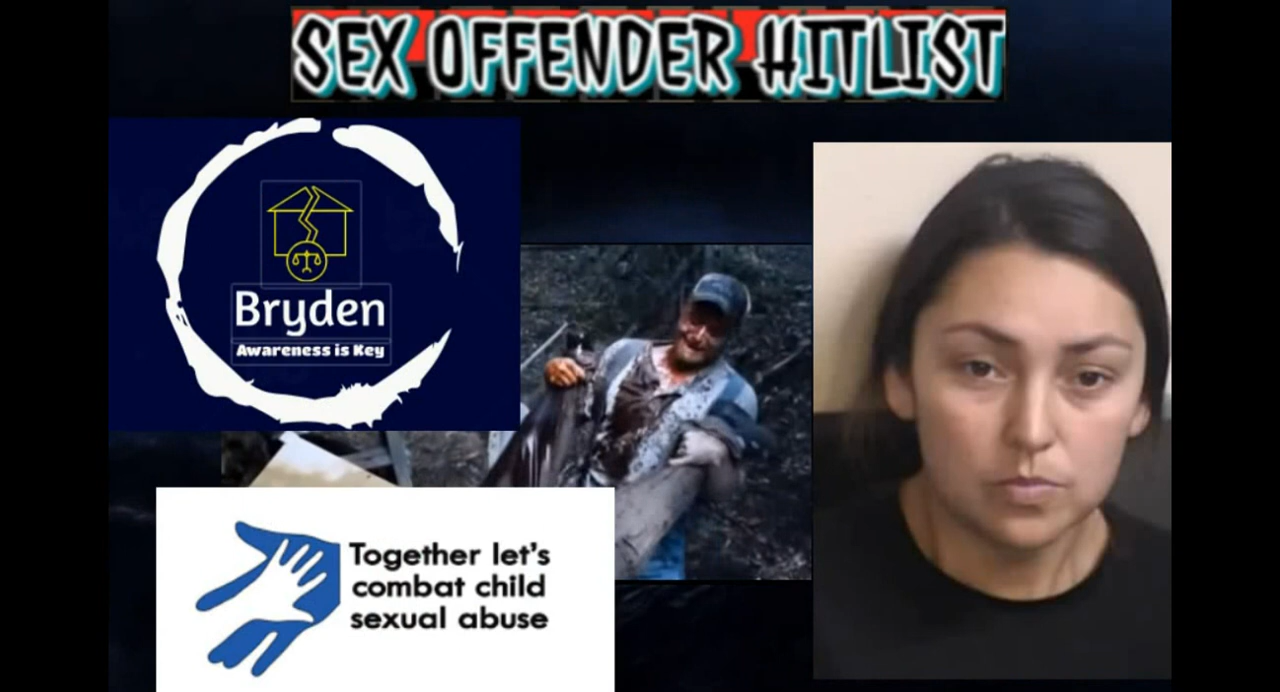 SEX OFFENDER HITLIST
Bryden
Awareness is Key
Together let's
combat child
sexual abuse